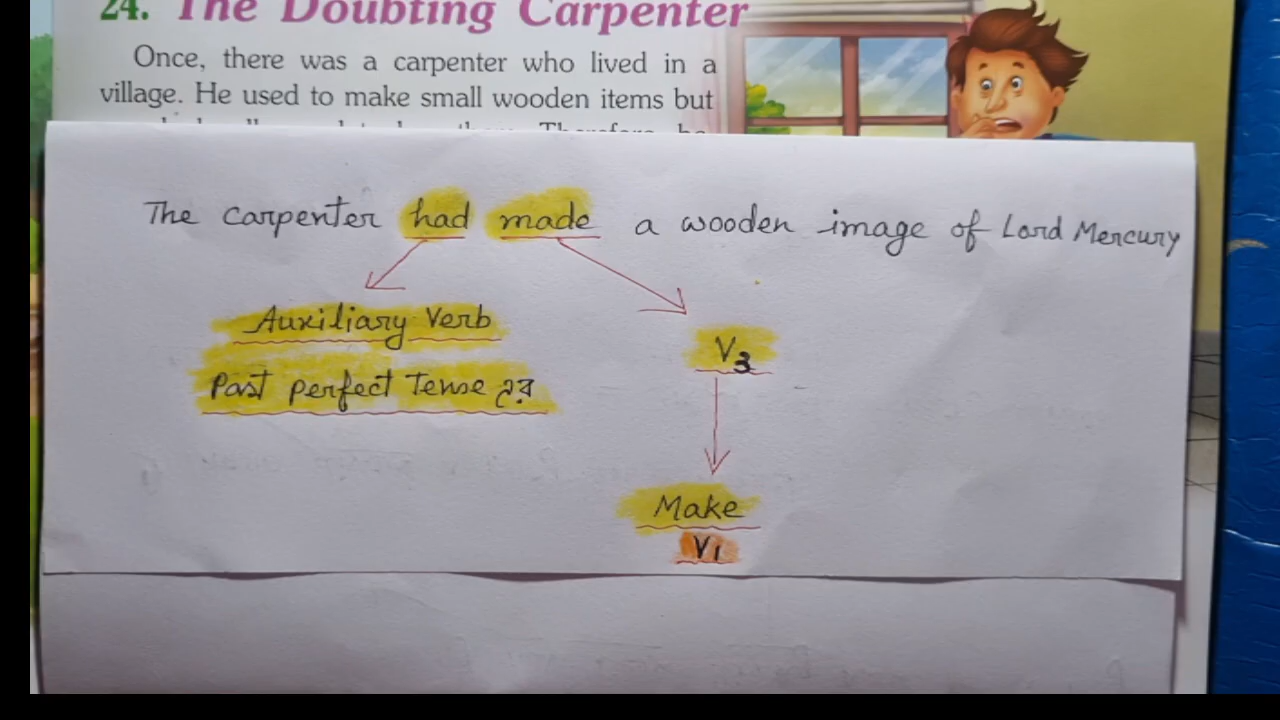 24. The Doubting Carpenter
Once, there was a carpenter who lived in a
village. He used to make small wooden items but
The carpenter had made a wooden image of Lord Mercury
Auxiliary Verb
Past perfect Tense এর
V3
Make
V1